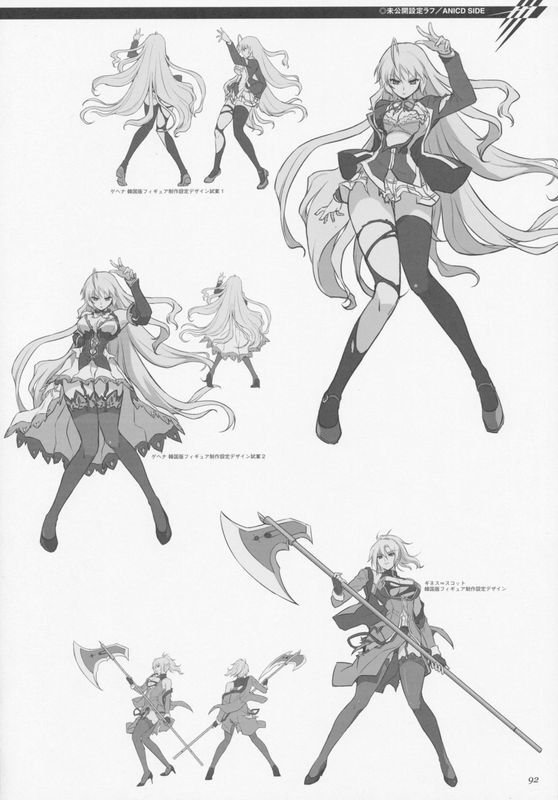 ◎未公開設定ラフ／ANICD SIDE
ゲヘナ 韓国版フィギュア制作設定デザイン試案１
ゲヘナ 韓国版フィギュア制作設定デザイン試案２
ギネス＝スコット
韓国版フィギュア制作設定デザイン
92